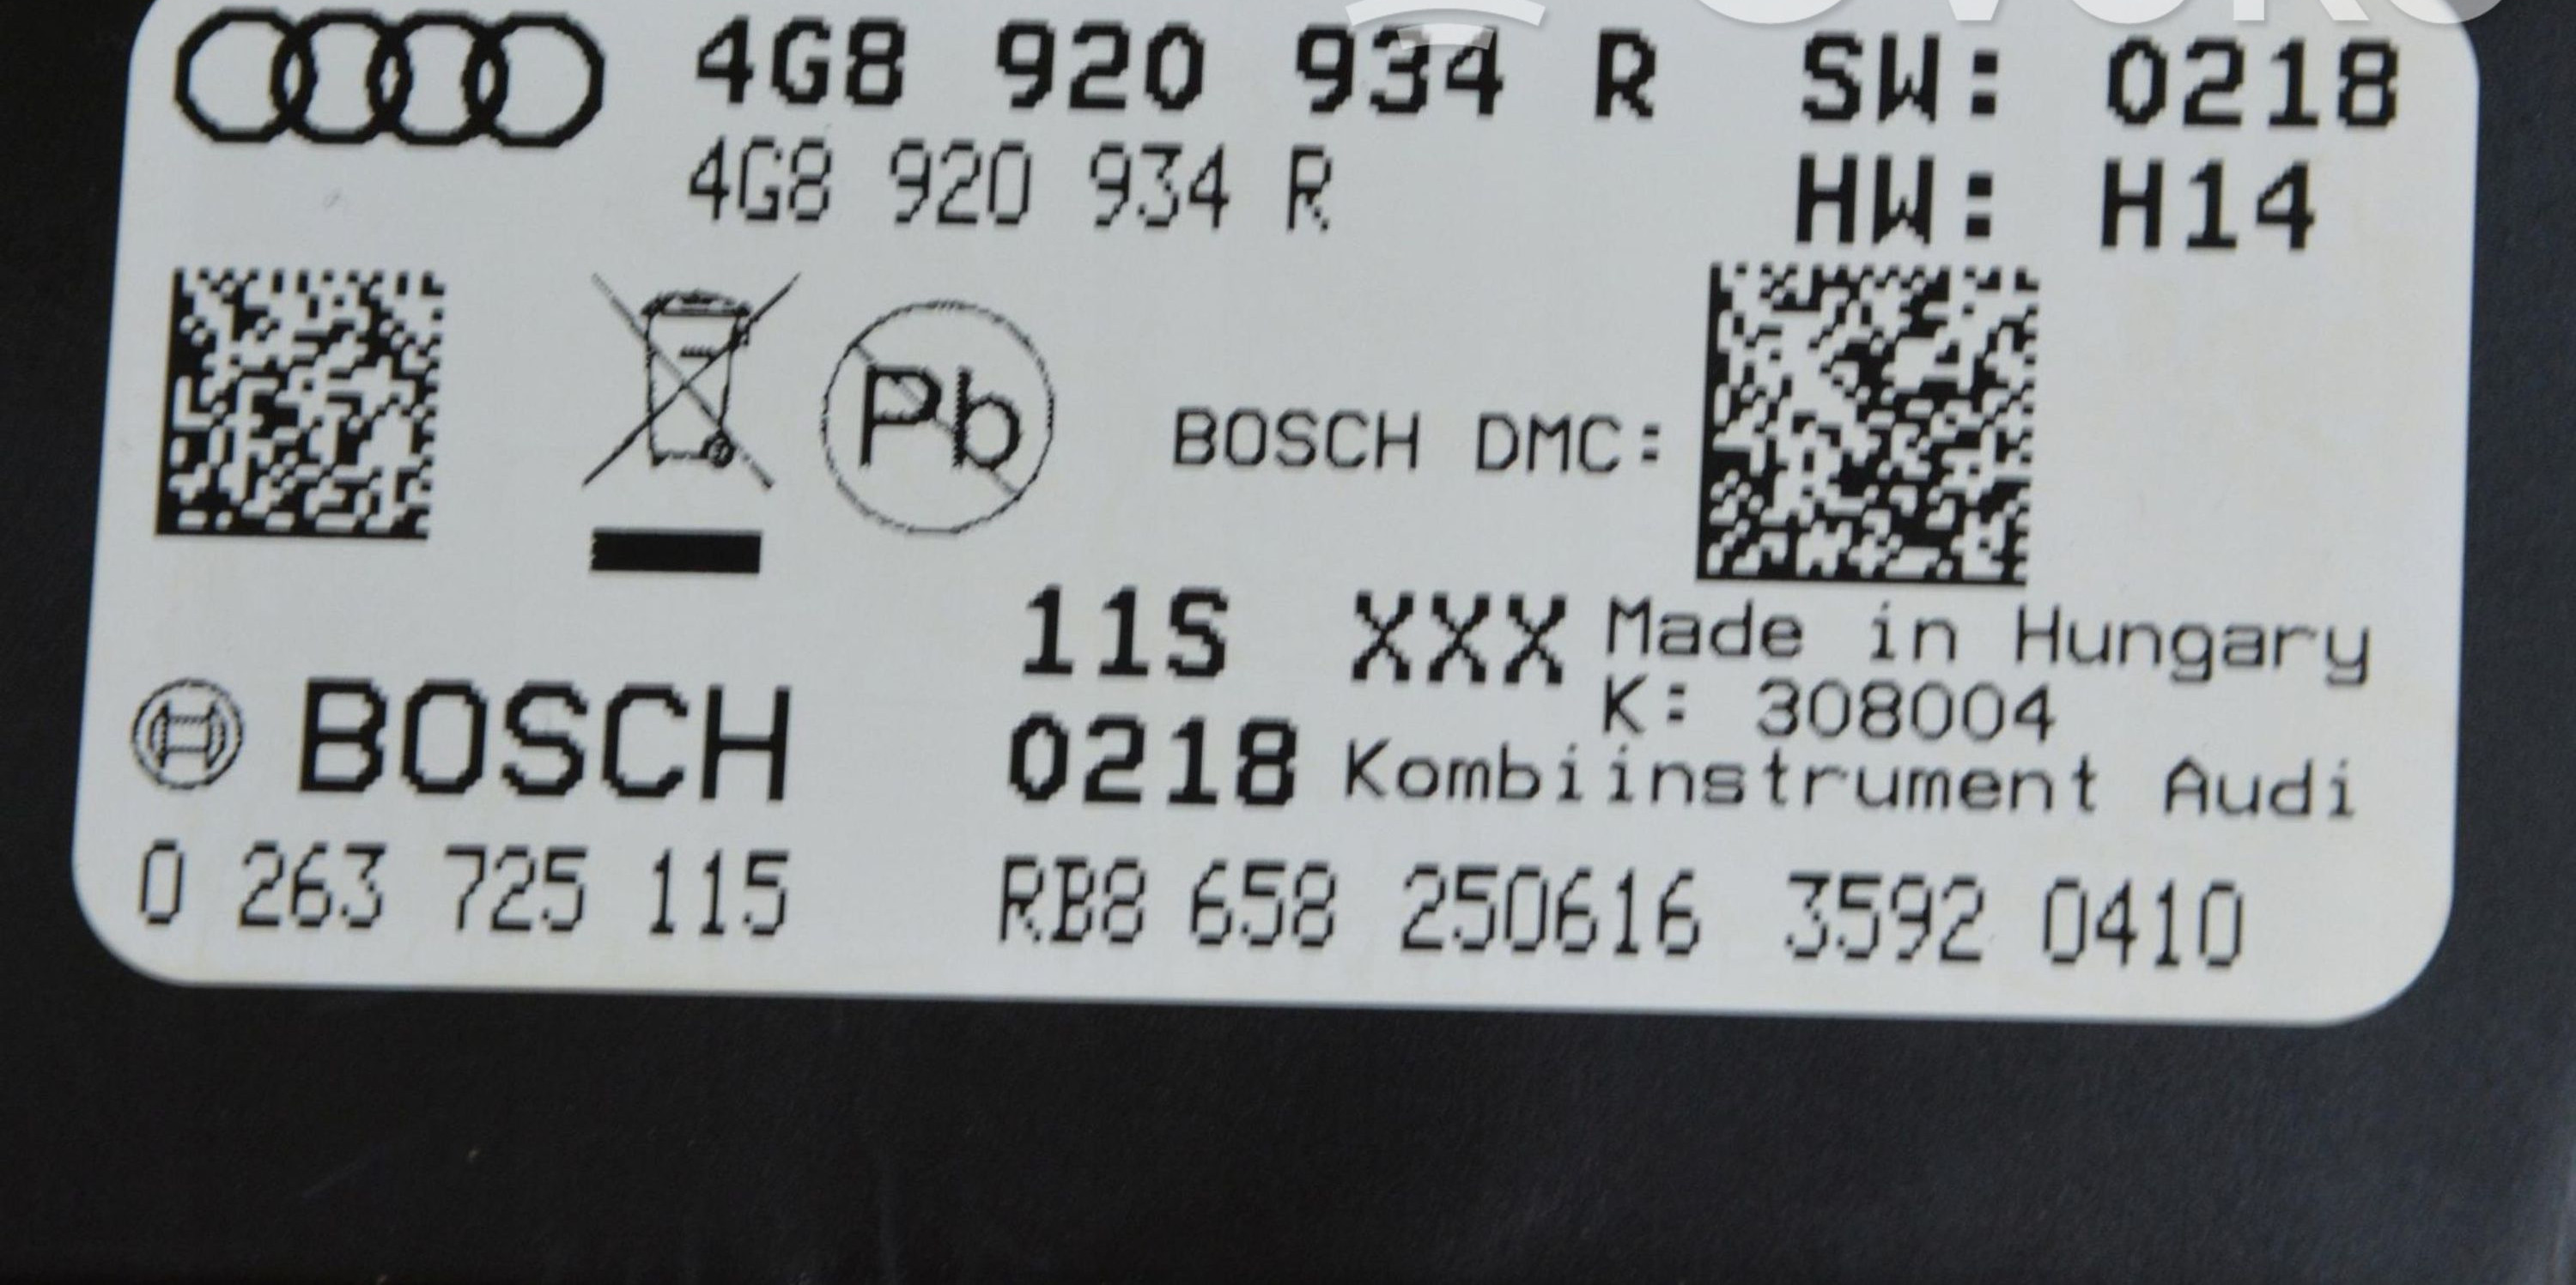 4G8 920 934 R SW: 0218
4G8 920 934 R HW: H14
Pb
BOSCH DMC:
11S XXX Made in Hungary
K: 308004
BOSCH 0218 Kombiinstrument Audi
0 263 725 115 RB8 658 250616 3592 0410